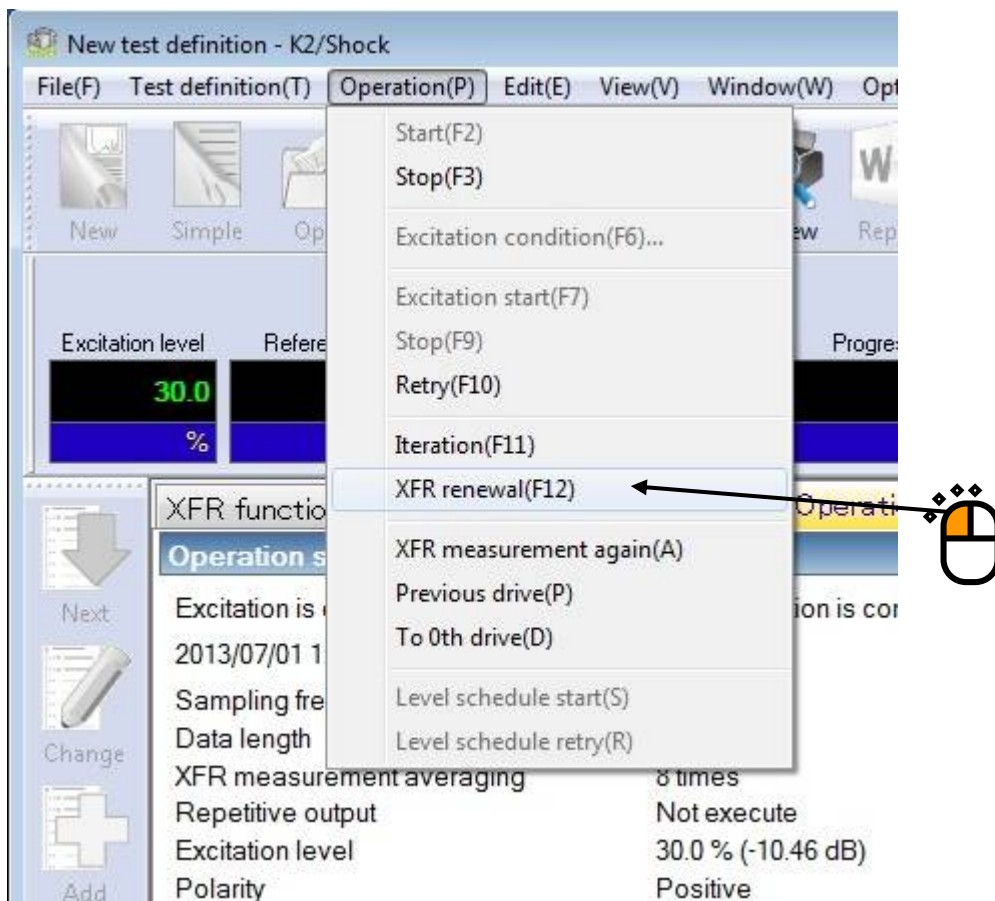 New test definition - K2/Shock
File(F) Test definition(T) Operation(P) Edit(E) View(V) Window(W) Opt
New Simple Op ew Rep
W
Start(F2)
Stop(F3)
Excitation condition(F6)...
Excitation start(F7)
Stop(F9)
Retry(F10)
Iteration(F11)
XFR renewal(F12)
XFR measurement again(A)
Previous drive(P)
To 0th drive(D)
Level schedule start(S)
Level schedule retry(R)
Excitation level Refere Progre
30.0
%
XFR functio Operati
Operation s
Next
Change
Add
Excitation is ion is cor
2013/07/01 1
Sampling fre
Data length
XFR measurement averaging 8 times
Repetitive output Not execute
Excitation level 30.0 % (-10.46 dB)
Polarity Positive